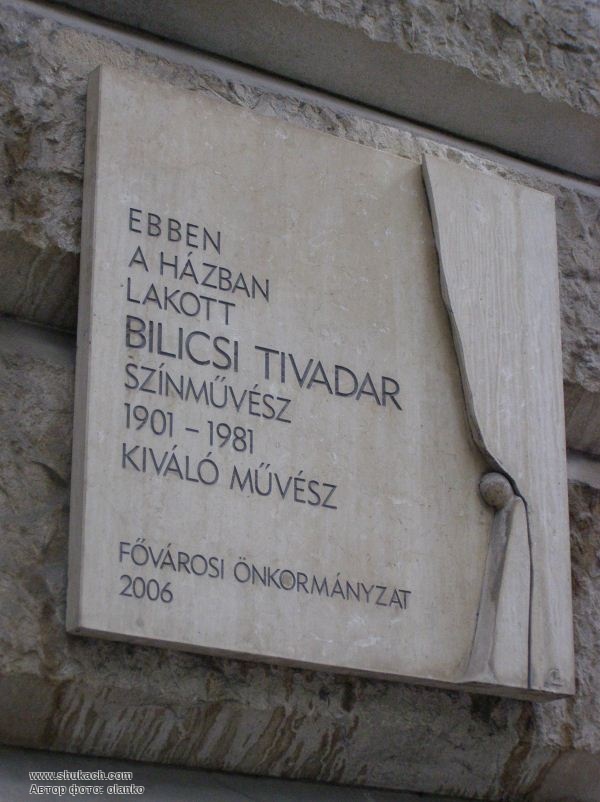 EBBEN
A HÁZBAN
LAKOTT
BILICSI TIVADAR
SZÍNMŰVÉSZ
1901 – 1981
KIVÁLÓ MŰVÉSZ
FŐVÁROSI ÖNKORMÁNYZAT
2006
www.shukach.com
Автор фото: olanko